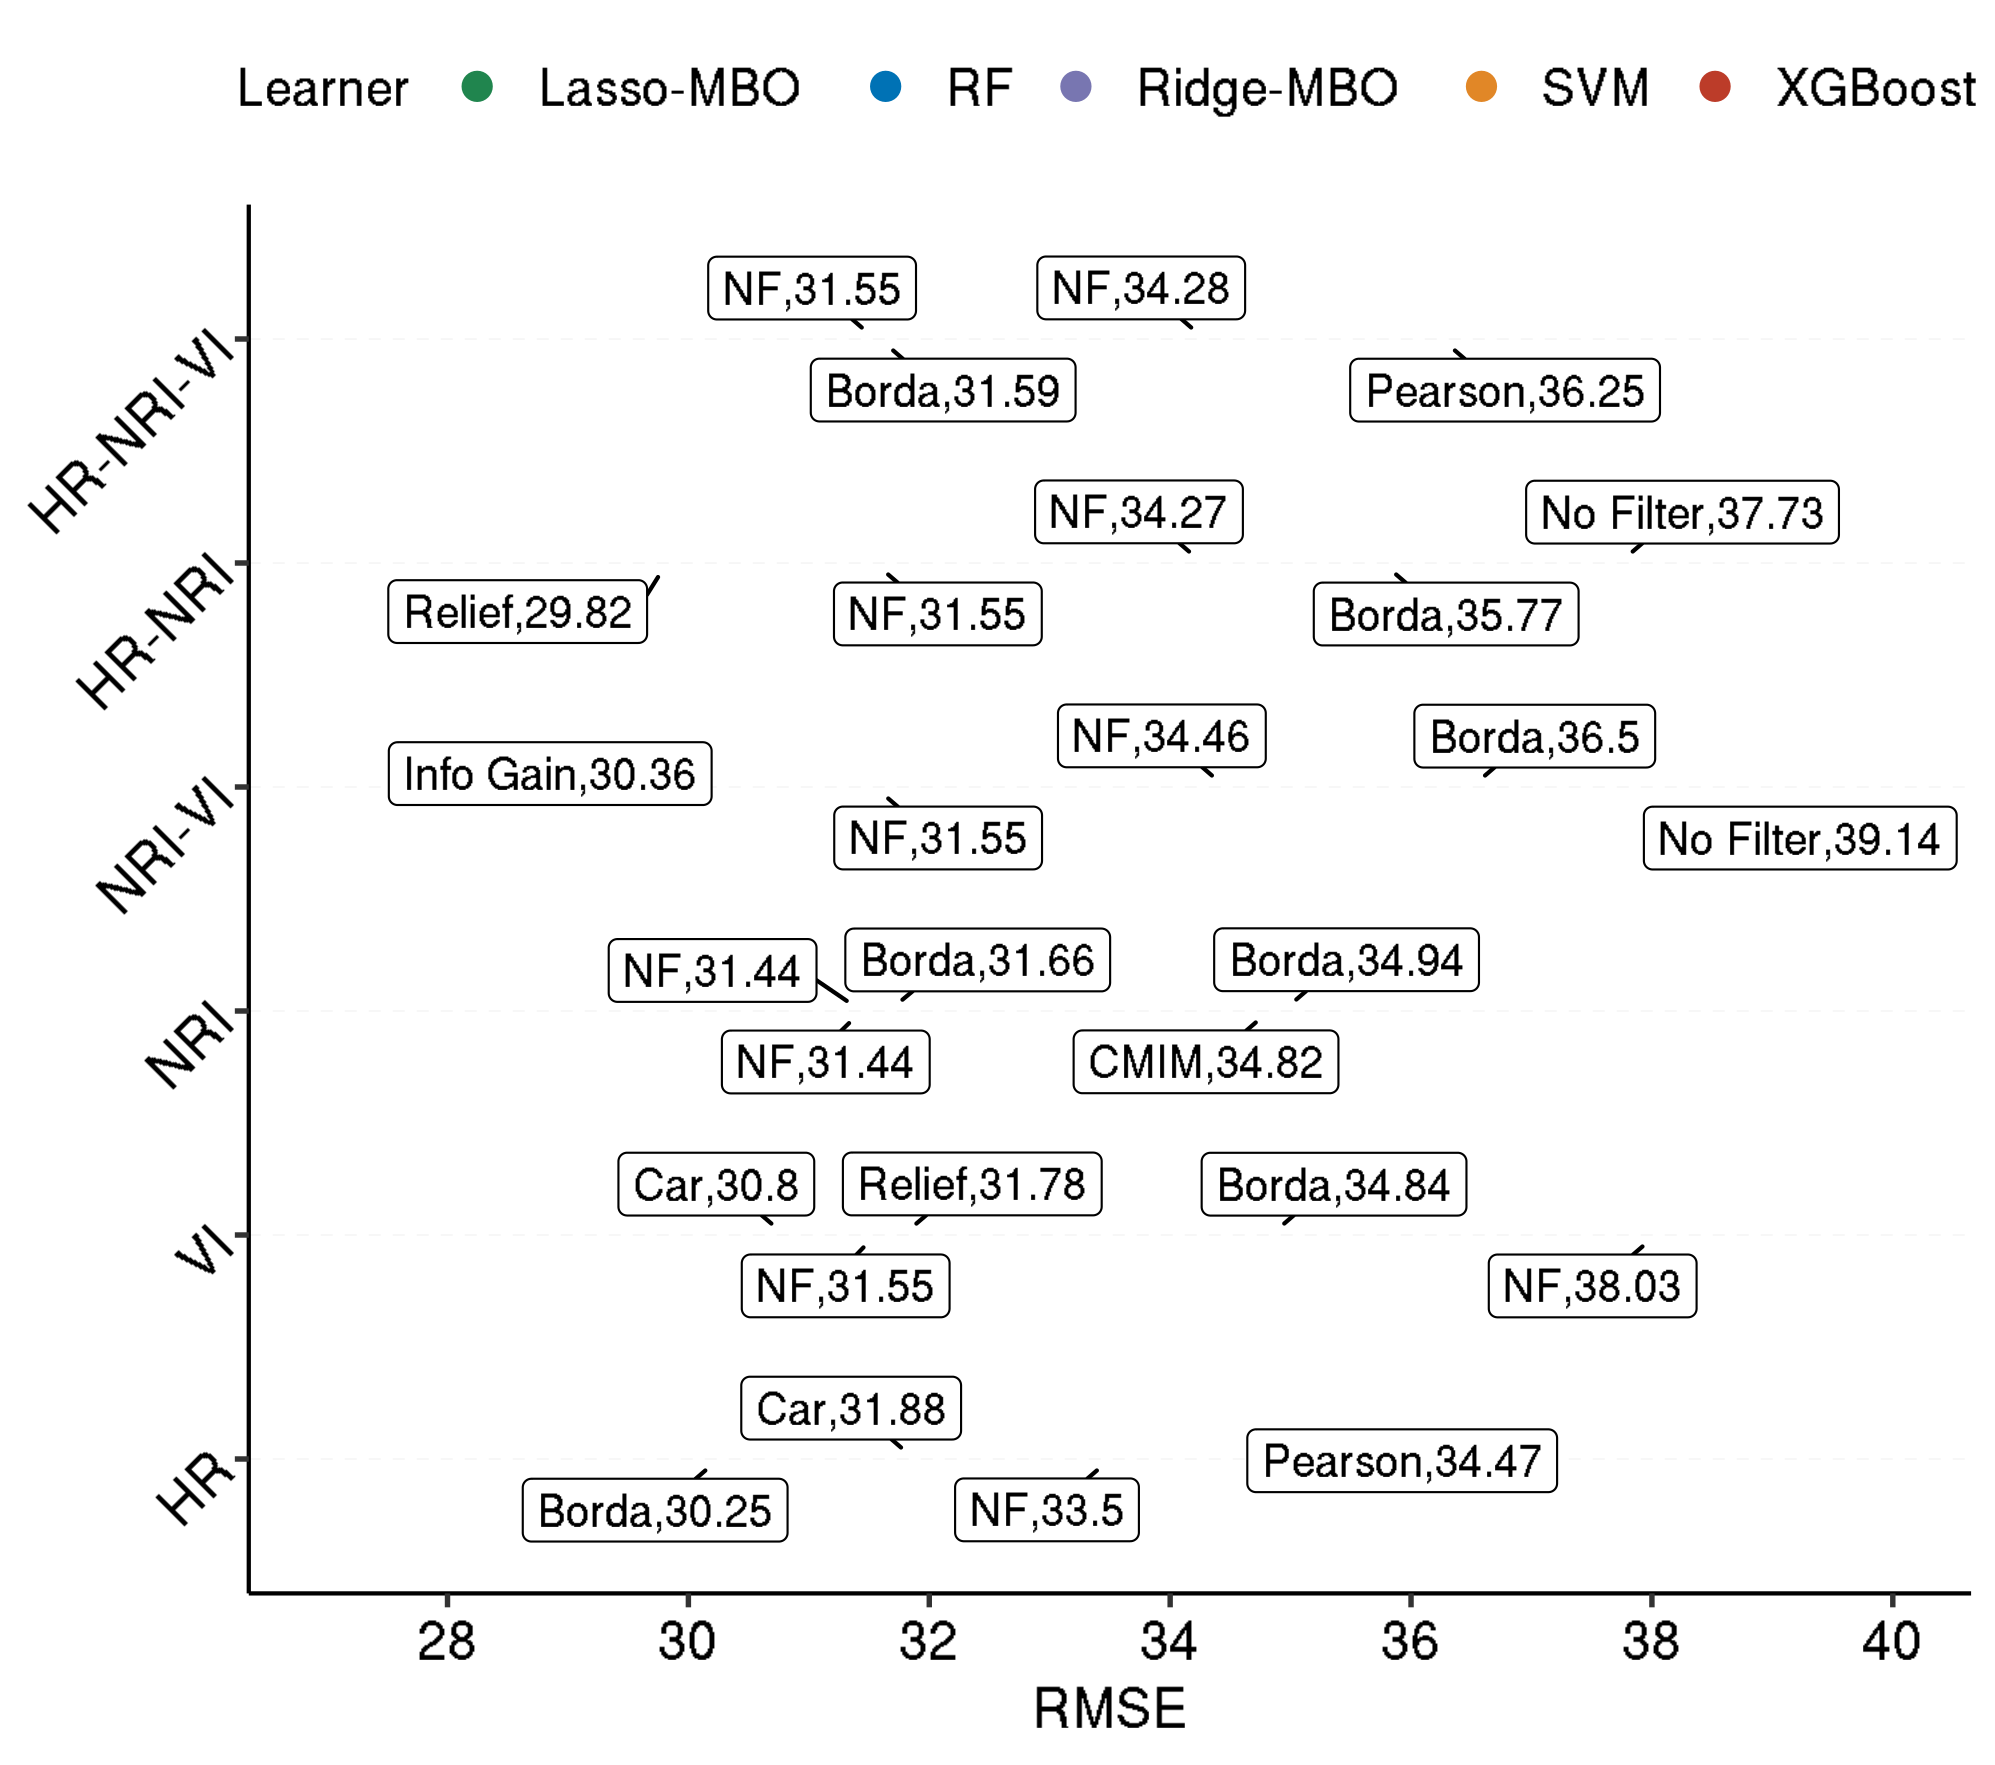 Learner Lasso-MBO RF Ridge-MBO SVM XGBoost
NF,31.55 NF,34.28
HR-NRI-VI
Borda,31.59 Pearson,36.25
NF,34.27 No Filter,37.73
HR-NRI
Relief,29.82 NF,31.55 Borda,35.77
NF,34.46 Borda,36.5
Info Gain,30.36
NRI-VI
NF,31.55 No Filter,39.14
NF,31.44 Borda,31.66 Borda,34.94
NRI
NF,31.44 CMIM,34.82
Car,30.8 Relief,31.78 Borda,34.84
VI
NF,31.55 NF,38.03
Car,31.88
HR
Pearson,34.47
Borda,30.25 NF,33.5
28 30 32 34 36 38 40
RMSE